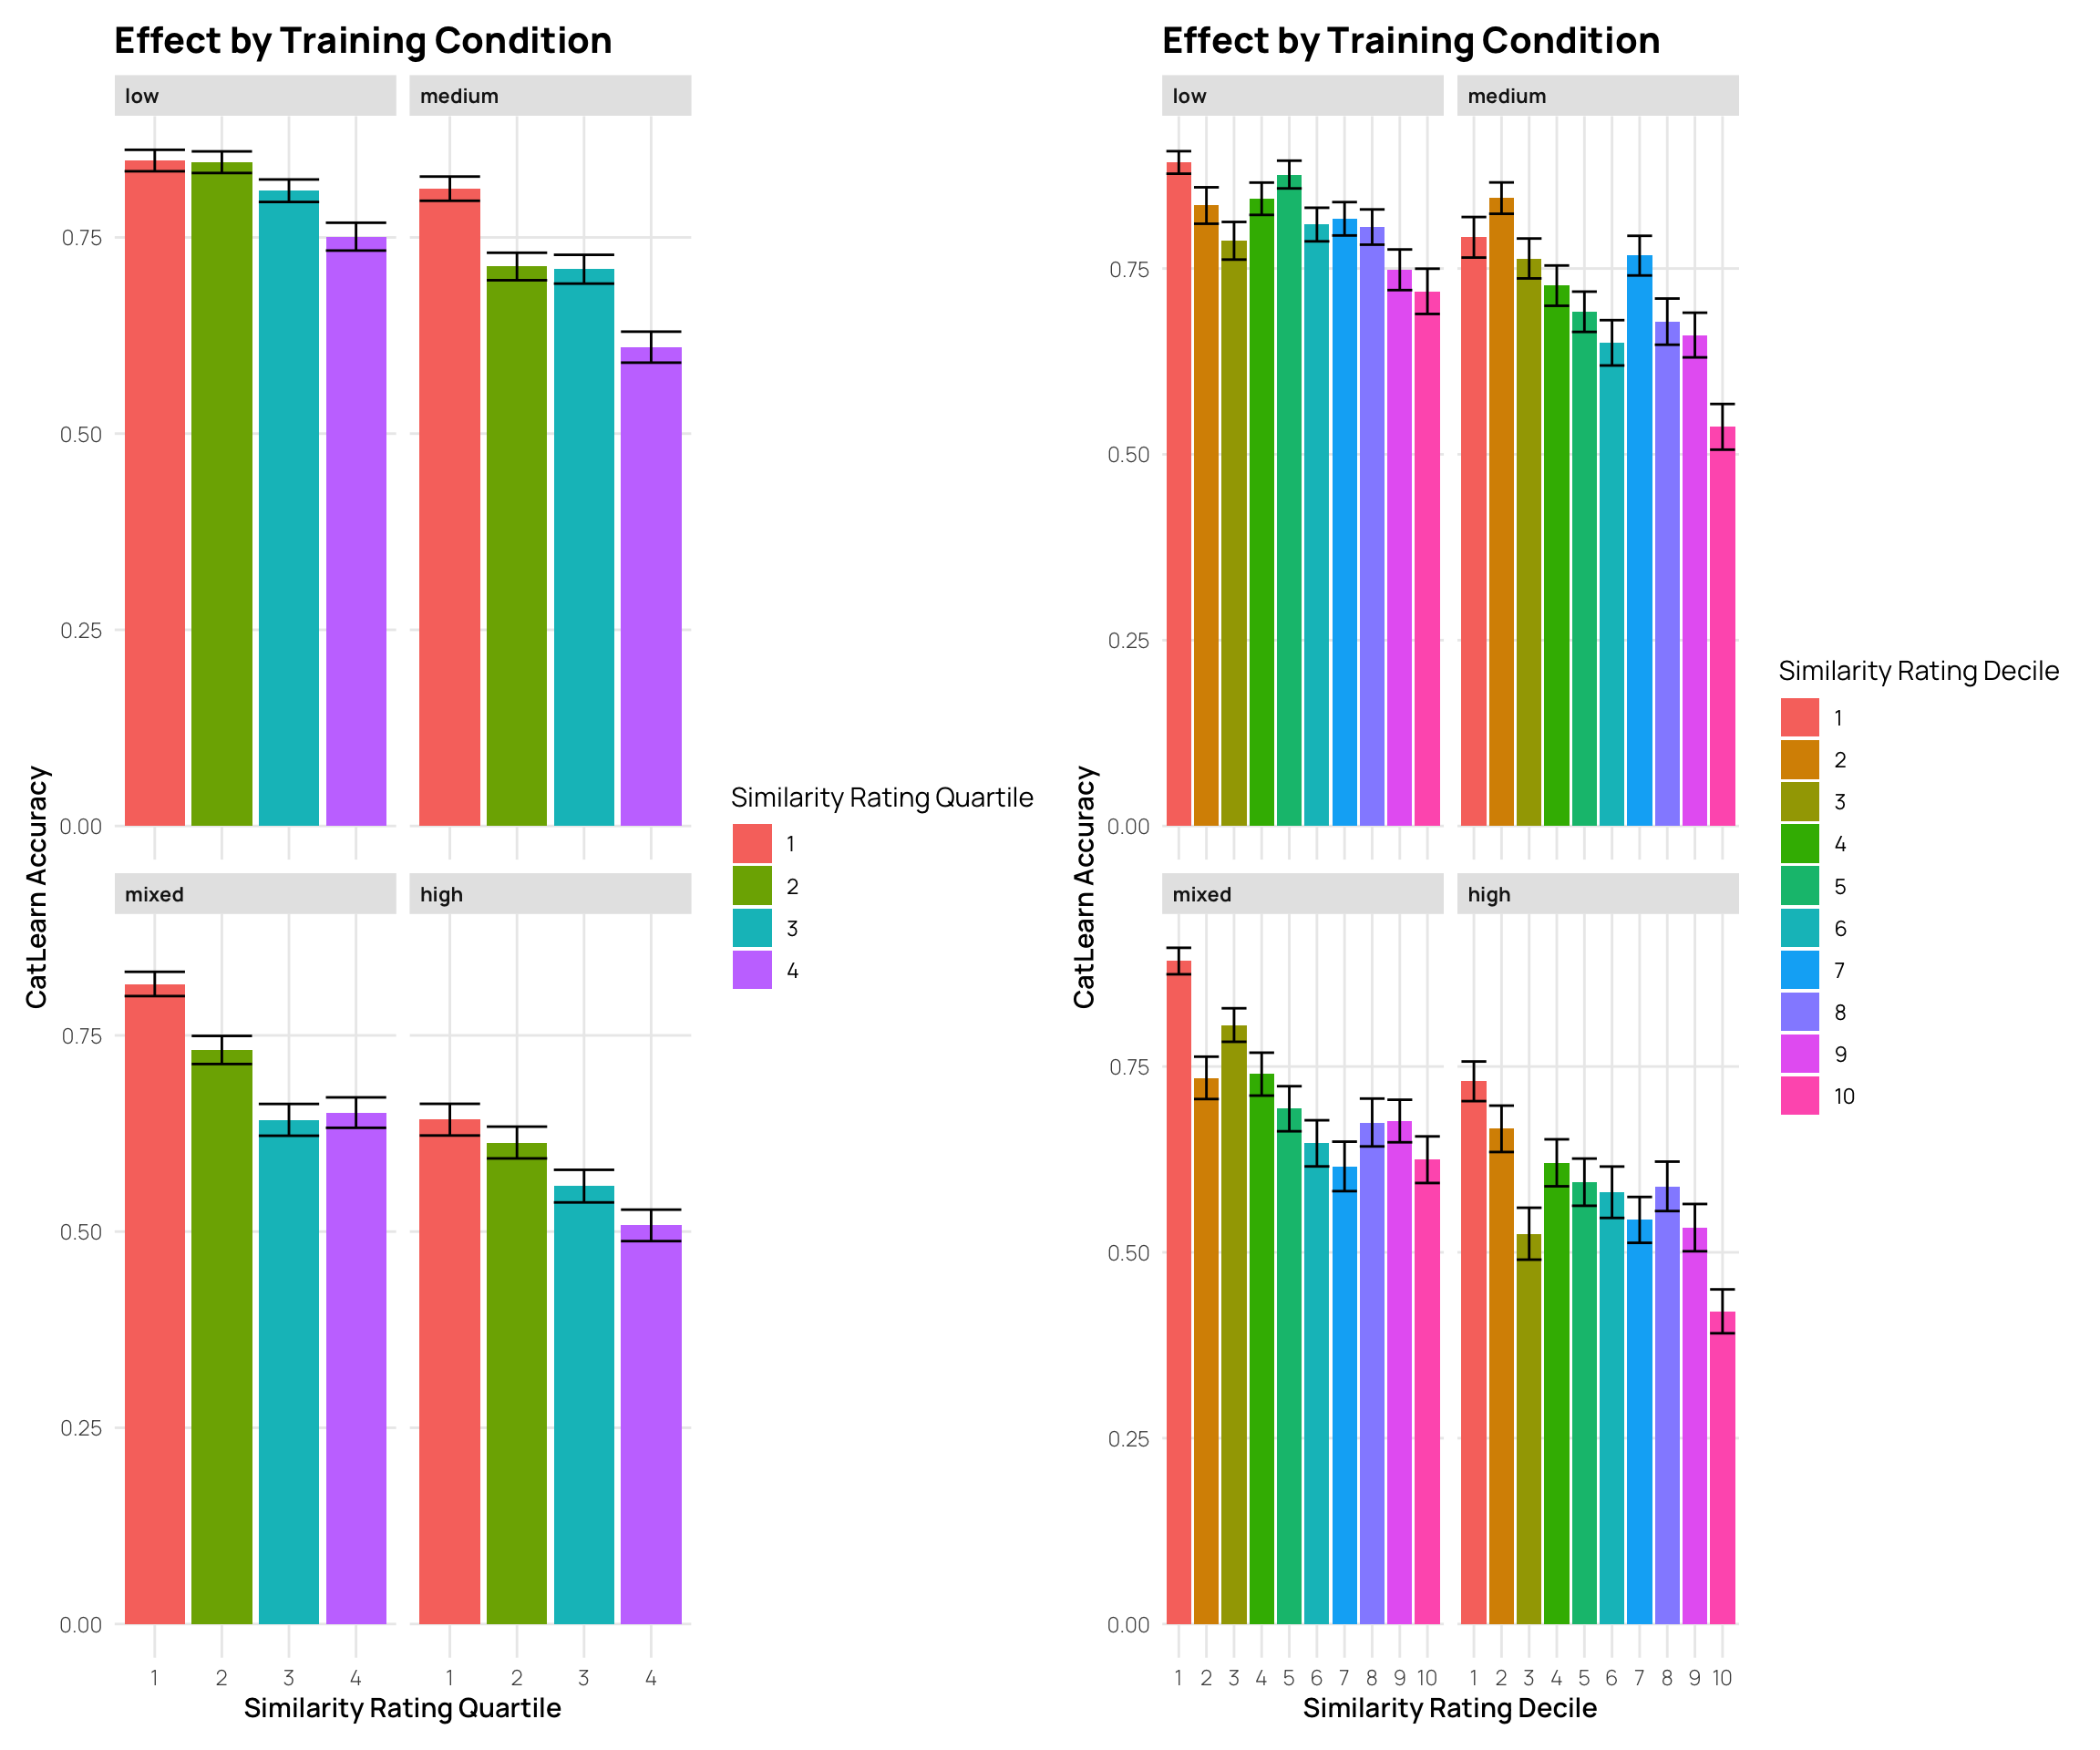 Effect by Training Condition
low
medium
0.75
0.50
0.25
0.00
mixed
high
0.75
0.50
0.25
0.00
1 2 3 4
1 2 3 4
Similarity Rating Quartile
CatLearn Accuracy
Similarity Rating Quartile
1
2
3
4
Effect by Training Condition
low
medium
0.75
0.50
0.25
0.00
mixed
high
0.75
0.50
0.25
0.00
1 2 3 4 5 6 7 8 9 10
1 2 3 4 5 6 7 8 9 10
Similarity Rating Decile
CatLearn Accuracy
Similarity Rating Decile
1
2
3
4
5
6
7
8
9
10